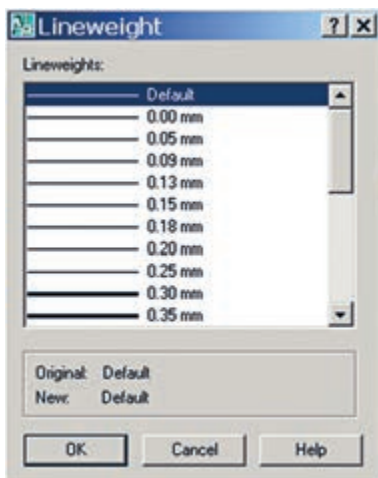 Lineweight
Lineweights:
Default
0.00 mm
0.05 mm
0.09 mm
0.13 mm
0.15 mm
0.18 mm
0.20 mm
0.25 mm
0.30 mm
0.35 mm
Original: Default
New: Default
OK Cancel Help